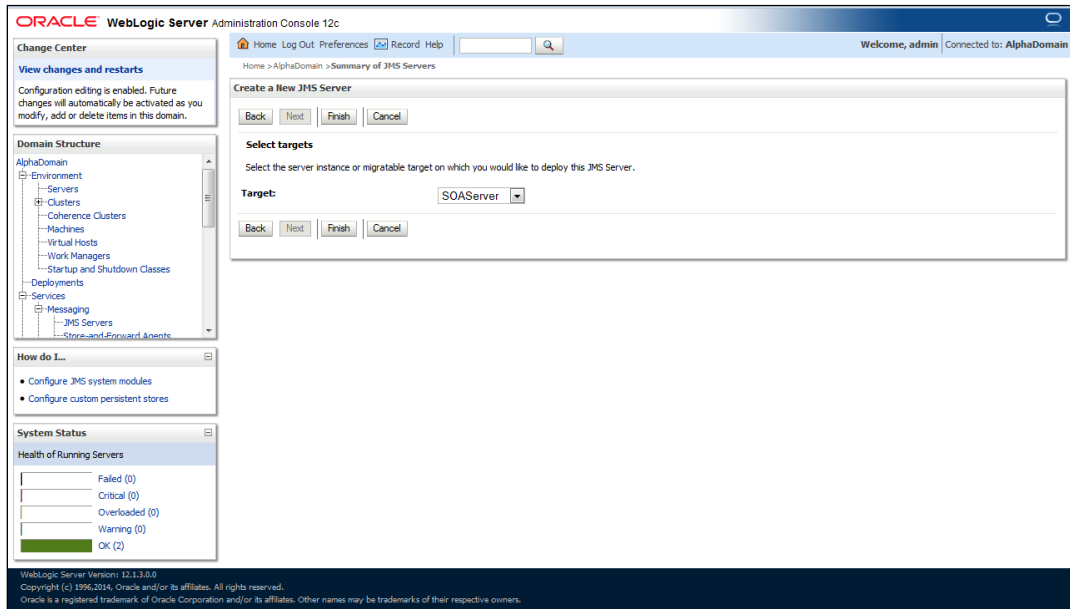 ORACLE WebLogic Server Administration Console 12c
Change Center
View changes and restarts
Configuration editing is enabled. Future
changes will automatically be activated as you
modify, add or delete items in this domain.
Domain Structure
AlphaDomain
Environment
Servers
Clusters
Coherence Clusters
Machines
Virtual Hosts
Work Managers
Startup and Shutdown Classes
Deployments
Services
Messaging
JMS Servers
Store-and-Forward Agents
How do I...
Configure JMS system modules
Configure custom persistent stores
System Status
Health of Running Servers
Failed (0)
Critical (0)
Overloaded (0)
Warning (0)
OK (2)
Home Log Out Preferences Record Help
Welcome, admin Connected to: AlphaDomain
Home >AlphaDomain >Summary of JMS Servers
Create a New JMS Server
Back Next Finish Cancel
Select targets
Select the server instance or migratable target on which you would like to deploy this JMS Server.
Target: SOAServer
Back Next Finish Cancel
WebLogic Server Version: 12.1.3.0.0
Copyright (c) 1996,2014, Oracle and/or its affiliates. All rights reserved.
Oracle is a registered trademark of Oracle Corporation and/or its affiliates. Other names may be trademarks of their respective owners.